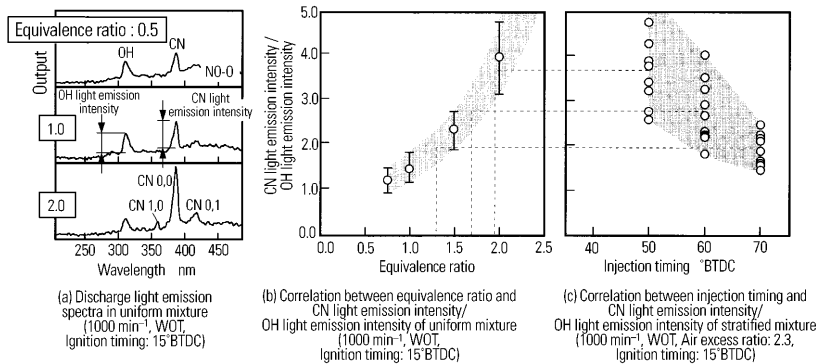 Equivalence ratio : 0.5
1.0
2.0
Output
OH
CN
NO-O
OH light emission
intensity
CN light
emission intensity
CN 0,0
CN 1,0
CN 0,1
250 300 350 400 450
Wavelength nm
(a) Discharge light emission
spectra in uniform mixture
(1000 min⁻¹, WOT,
Ignition timing: 15°BTDC)
CN light emission intensity /
OH light emission intensity
5.0
4.0
3.0
2.0
1.0
0.0 0.5 1.0 1.5 2.0 2.5
Equivalence ratio
(b) Correlation between equivalence ratio and
CN light emission intensity/
OH light emission intensity of uniform mixture
(1000 min⁻¹, WOT,
Ignition timing: 15°BTDC)
40 50 60 70
Injection timing °BTDC
(c) Correlation between injection timing and
CN light emission intensity/
OH light emission intensity of stratified mixture
(1000 min⁻¹, WOT, Air excess ratio: 2.3,
Ignition timing: 15°BTDC)